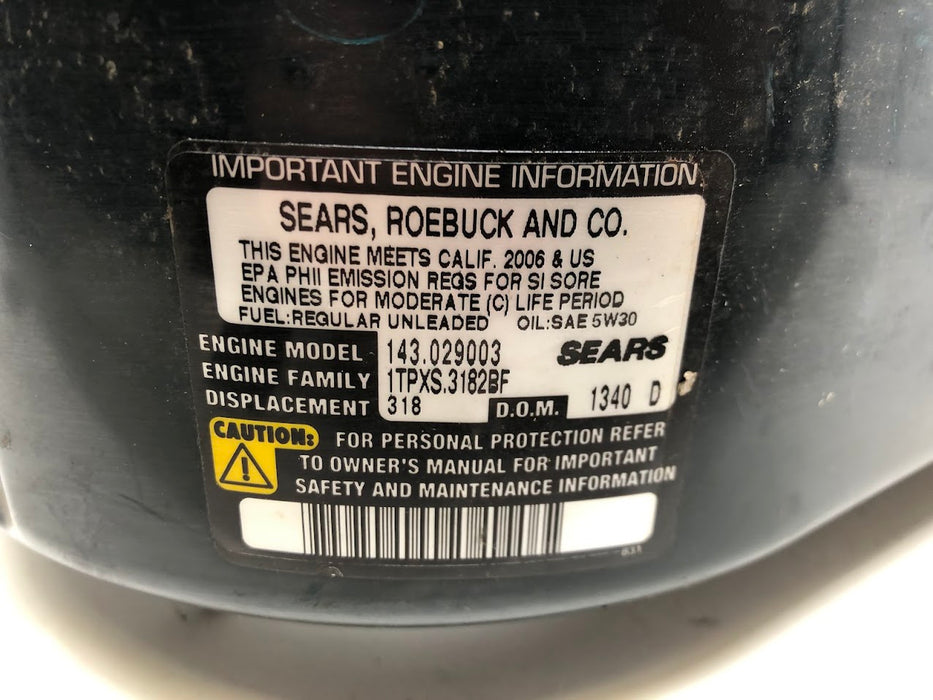 IMPORTANT ENGINE INFORMATION
SEARS, ROEBUCK AND CO.
THIS ENGINE MEETS CALIF. 2006 & US
EPA PHII EMISSION REGS FOR SI SORE
ENGINES FOR MODERATE (C) LIFE PERIOD
FUEL:REGULAR UNLEADED OIL:SAE 5W30
ENGINE MODEL 143.029003 SEARS
ENGINE FAMILY 1TPXS.3182BF
DISPLACEMENT 318 D.O.M. 1340 D
CAUTION: FOR PERSONAL PROTECTION REFER
TO OWNER'S MANUAL FOR IMPORTANT
SAFETY AND MAINTENANCE INFORMATION